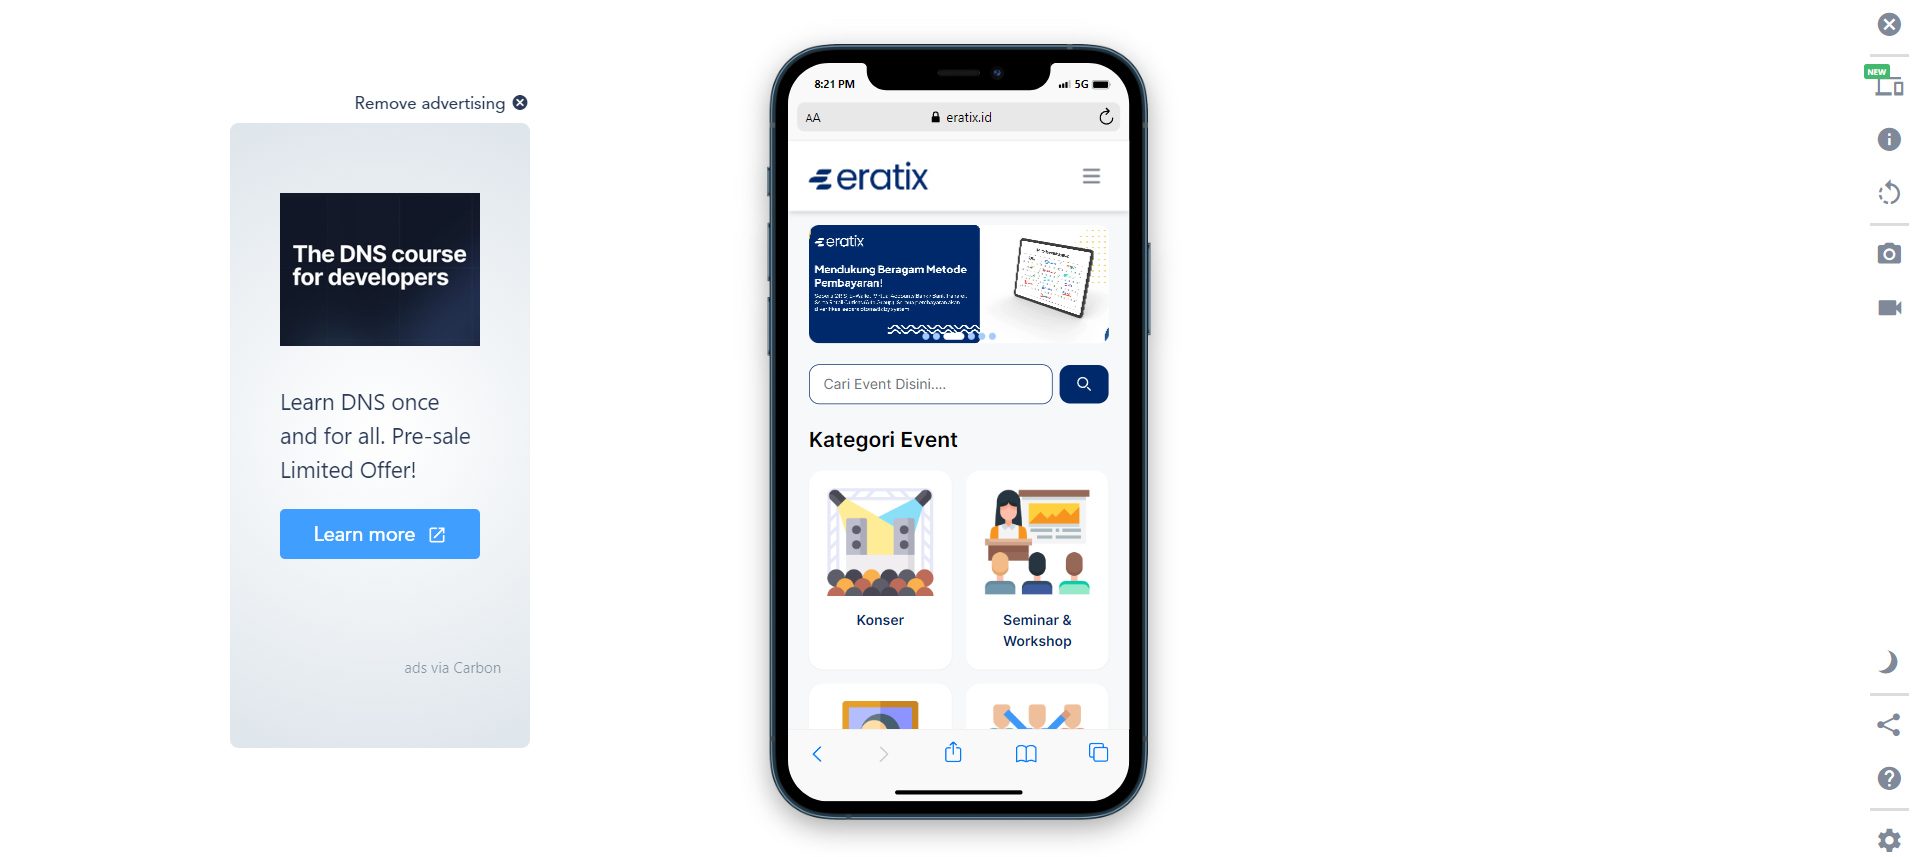 Remove advertising
The DNS course
for developers
Learn DNS once
and for all. Pre-sale
Limited Offer!
Learn more
ads via Carbon
8:21 PM
5G
AA
eratix.id
eratix
eratix
Mendukung Beragam Metode
Pembayaran!
Cari Event Disini....
Kategori Event
Konser
Seminar &
Workshop
NEW